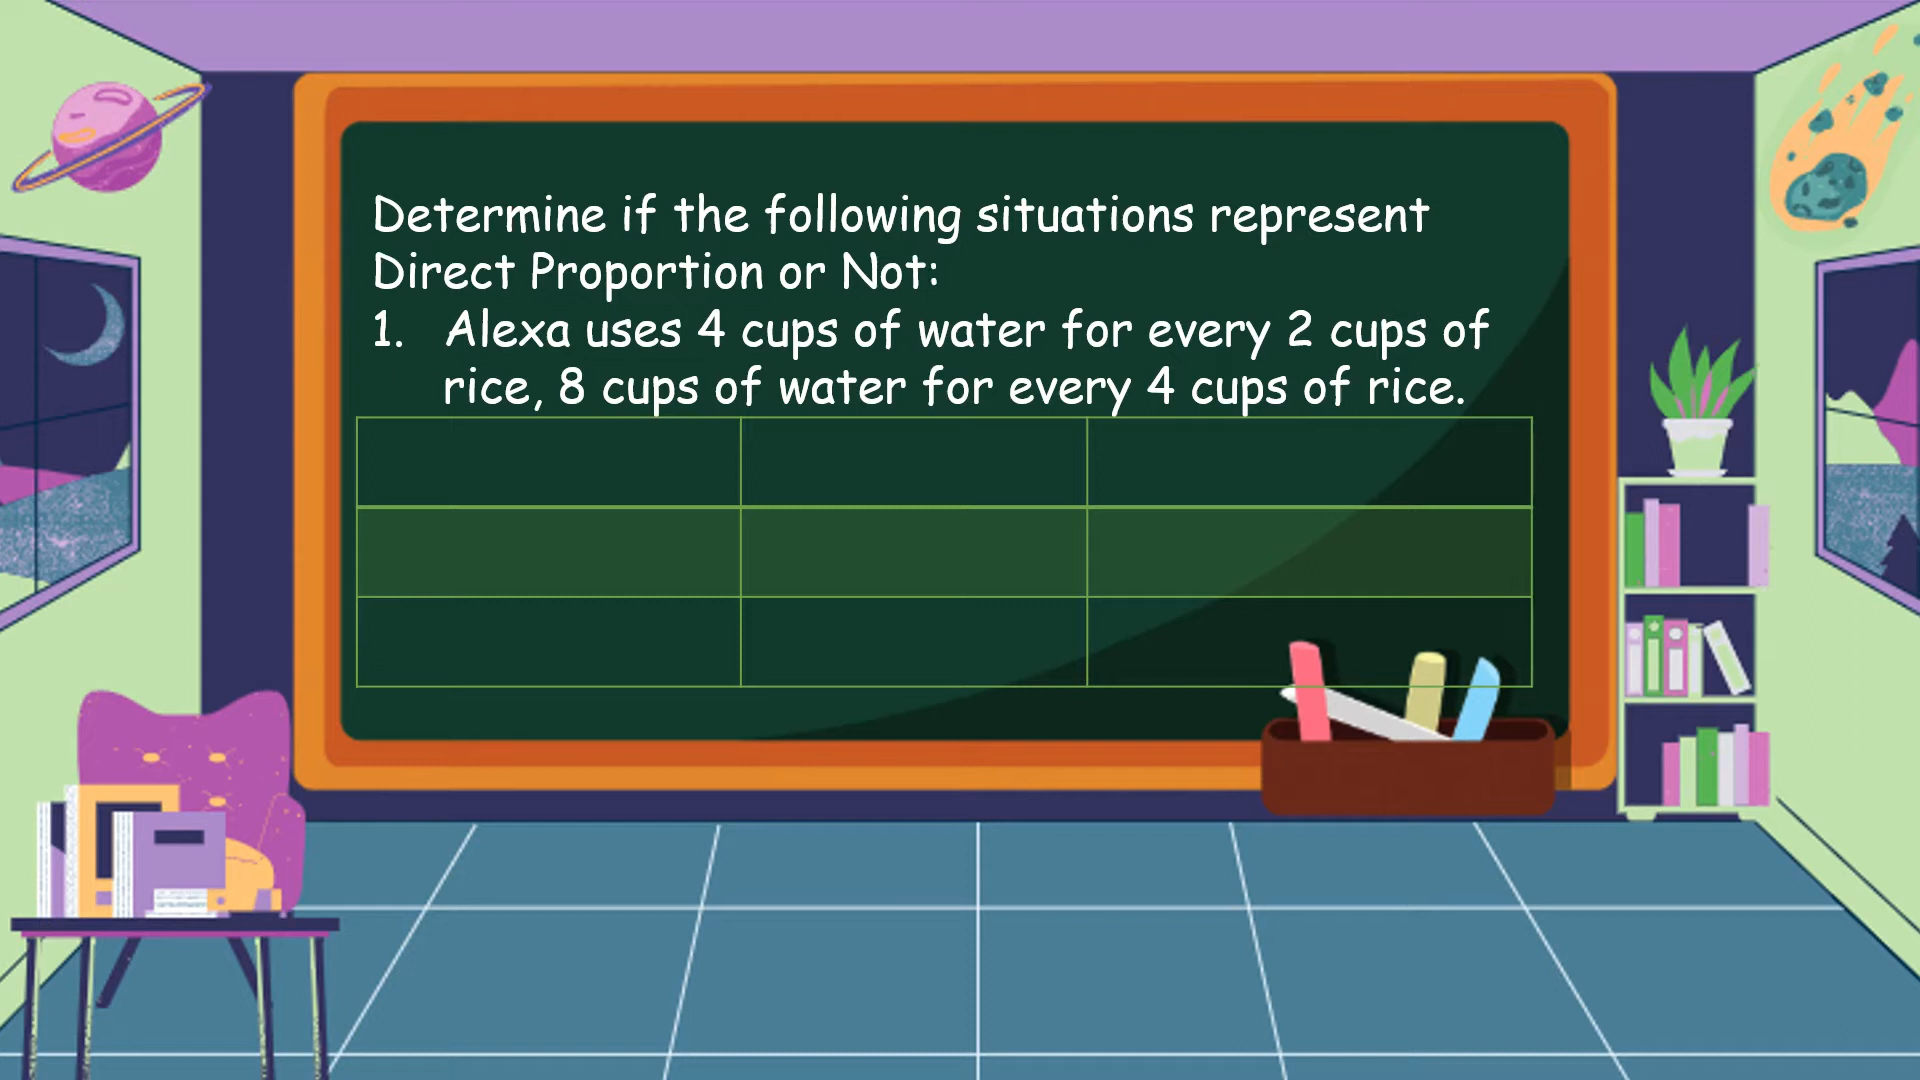 Determine if the following situations represent
Direct Proportion or Not:
1. Alexa uses 4 cups of water for every 2 cups of
rice, 8 cups of water for every 4 cups of rice.